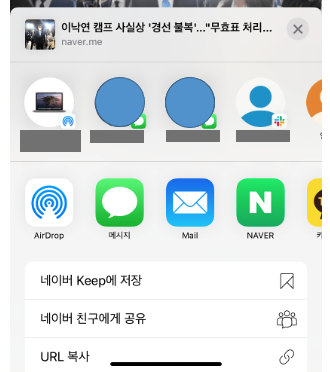 이낙연 캠프 사실상 '경선 불복'..."무효표 처리...
naver.me
AirDrop
메시지
Mail
NAVER
네이버 Keep에 저장
네이버 친구에게 공유
URL 복사